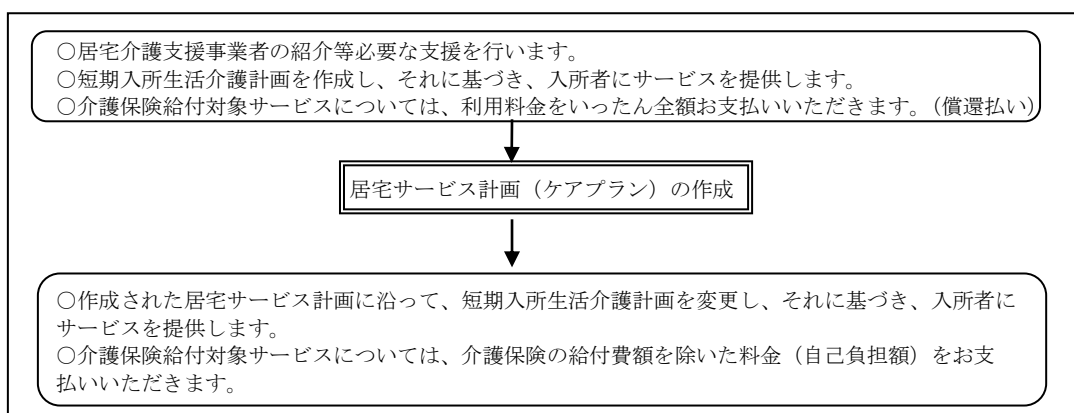 ○居宅介護支援事業者の紹介等必要な支援を行います。
○短期入所生活介護計画を作成し、それに基づき、入所者にサービスを提供します。
○介護保険給付対象サービスについては、利用料金をいったん全額お支払いいただきます。（償還払い）
居宅サービス計画（ケアプラン）の作成
○作成された居宅サービス計画に沿って、短期入所生活介護計画を変更し、それに基づき、入所者に
サービスを提供します。
○介護保険給付対象サービスについては、介護保険の給付費額を除いた料金（自己負担額）をお支
払いいただきます。